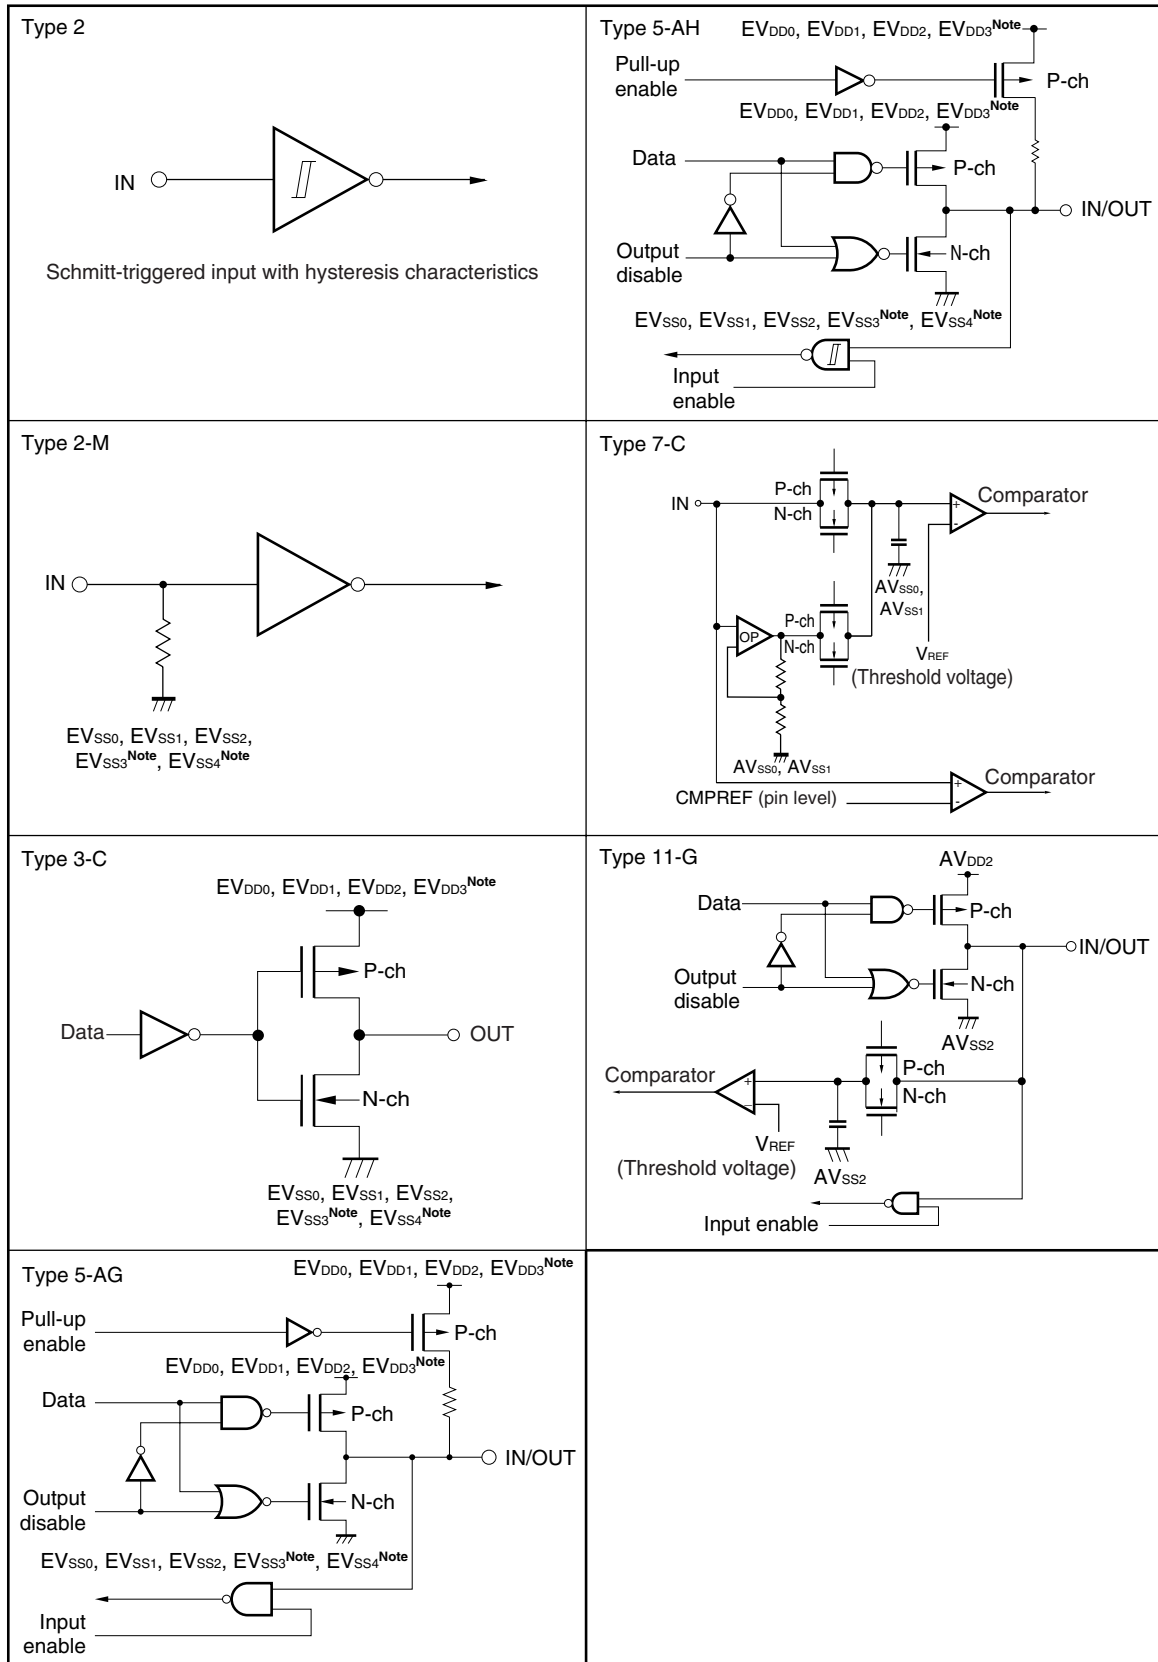 Type 2
IN
Schmitt-triggered input with hysteresis characteristics
Type 5-AH
EVDD0, EVDD1, EVDD2, EVDD3Note
Pull-up
enable
P-ch
EVDD0, EVDD1, EVDD2, EVDD3Note
Data
P-ch
IN/OUT
Output
disable
N-ch
EVSS0, EVSS1, EVSS2, EVSS3Note, EVSS4Note
Input
enable
Type 2-M
IN
EVSS0, EVSS1, EVSS2,
EVSS3Note, EVSS4Note
Type 7-C
IN
P-ch
N-ch
+
-
Comparator
AVSS0,
AVSS1
OP
P-ch
N-ch
VREF
(Threshold voltage)
AVSS0, AVSS1
CMPREF (pin level)
+
-
Comparator
Type 3-C
EVDD0, EVDD1, EVDD2, EVDD3Note
P-ch
Data
OUT
N-ch
EVSS0, EVSS1, EVSS2,
EVSS3Note, EVSS4Note
Type 11-G
AVDD2
Data
P-ch
IN/OUT
Output
disable
N-ch
AVSS2
Comparator
+
–
P-ch
N-ch
VREF
(Threshold voltage)
AVSS2
Input enable
Type 5-AG
EVDD0, EVDD1, EVDD2, EVDD3Note
Pull-up
enable
P-ch
EVDD0, EVDD1, EVDD2, EVDD3Note
Data
P-ch
IN/OUT
Output
disable
N-ch
EVSS0, EVSS1, EVSS2, EVSS3Note, EVSS4Note
Input
enable